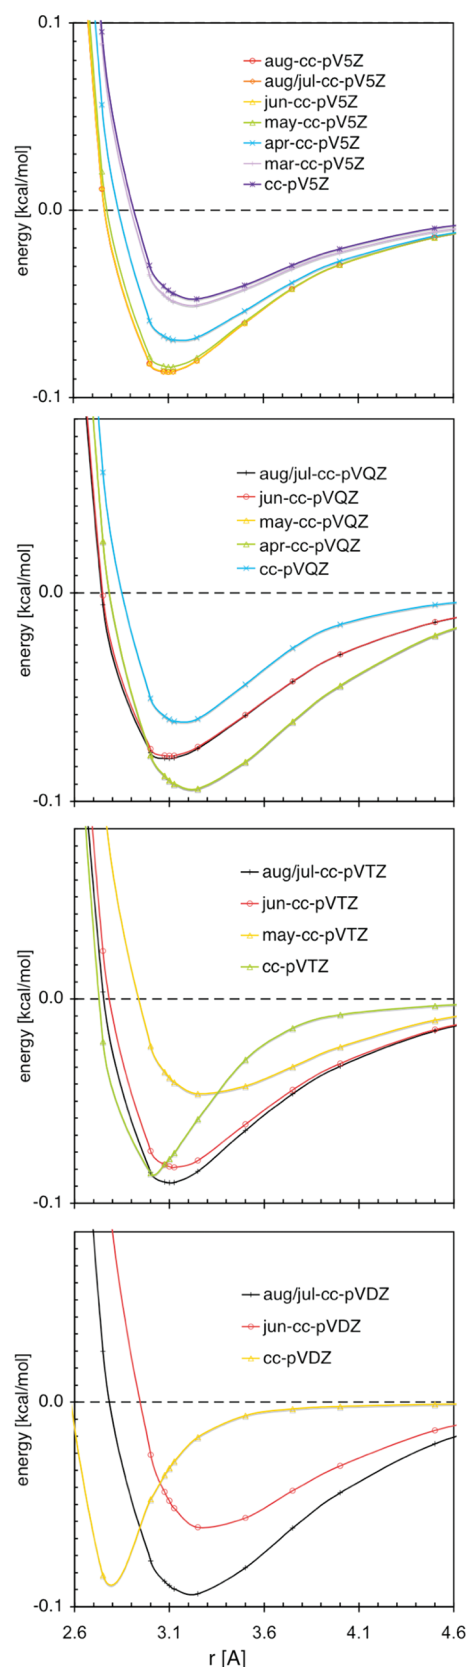 0.1
aug-cc-pV5Z
aug/jul-cc-pV5Z
jun-cc-pV5Z
may-cc-pV5Z
apr-cc-pV5Z
mar-cc-pV5Z
cc-pV5Z
0.0
-0.1
energy [kcal/mol]
aug/jul-cc-pVQZ
jun-cc-pVQZ
may-cc-pVQZ
apr-cc-pVQZ
cc-pVQZ
0.0
-0.1
energy [kcal/mol]
aug/jul-cc-pVTZ
jun-cc-pVTZ
may-cc-pVTZ
cc-pVTZ
0.0
-0.1
energy [kcal/mol]
aug/jul-cc-pVDZ
jun-cc-pVDZ
cc-pVDZ
0.0
-0.1
energy [kcal/mol]
2.6 3.1 3.6 4.1 4.6
r [A]